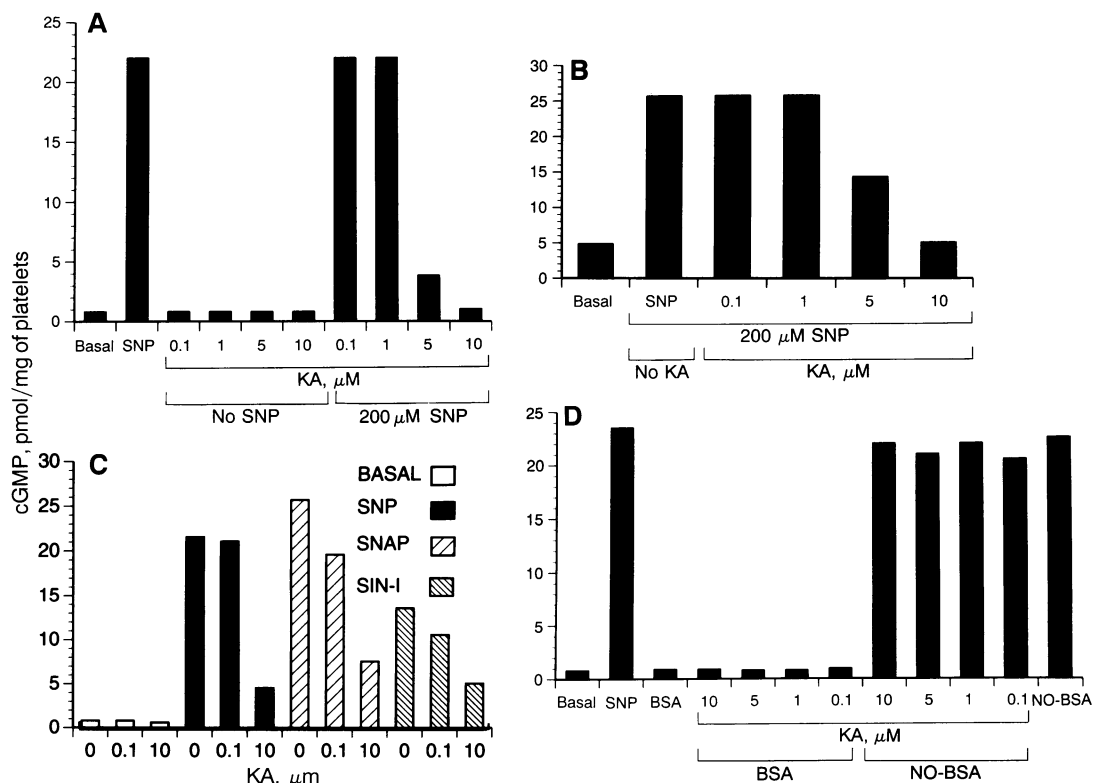 cGMP, pmol/mg of platelets
A
25
20
15
10
5
0
Basal SNP 0.1 1 5 10 0.1 1 5 10
KA, μM
No SNP 200 μM SNP
B
30
25
20
15
10
5
0
Basal SNP 0.1 1 5 10
200 μM SNP
No KA KA, μM
C
30
25
20
15
10
5
0
BASAL
SNP
SNAP
SIN-I
0 0.1 10 0 0.1 10 0 0.1 10 0 0.1 10
KA, μm
D
25
20
15
10
5
0
Basal SNP BSA 10 5 1 0.1 10 5 1 0.1 NO-BSA
KA, μM
BSA NO-BSA